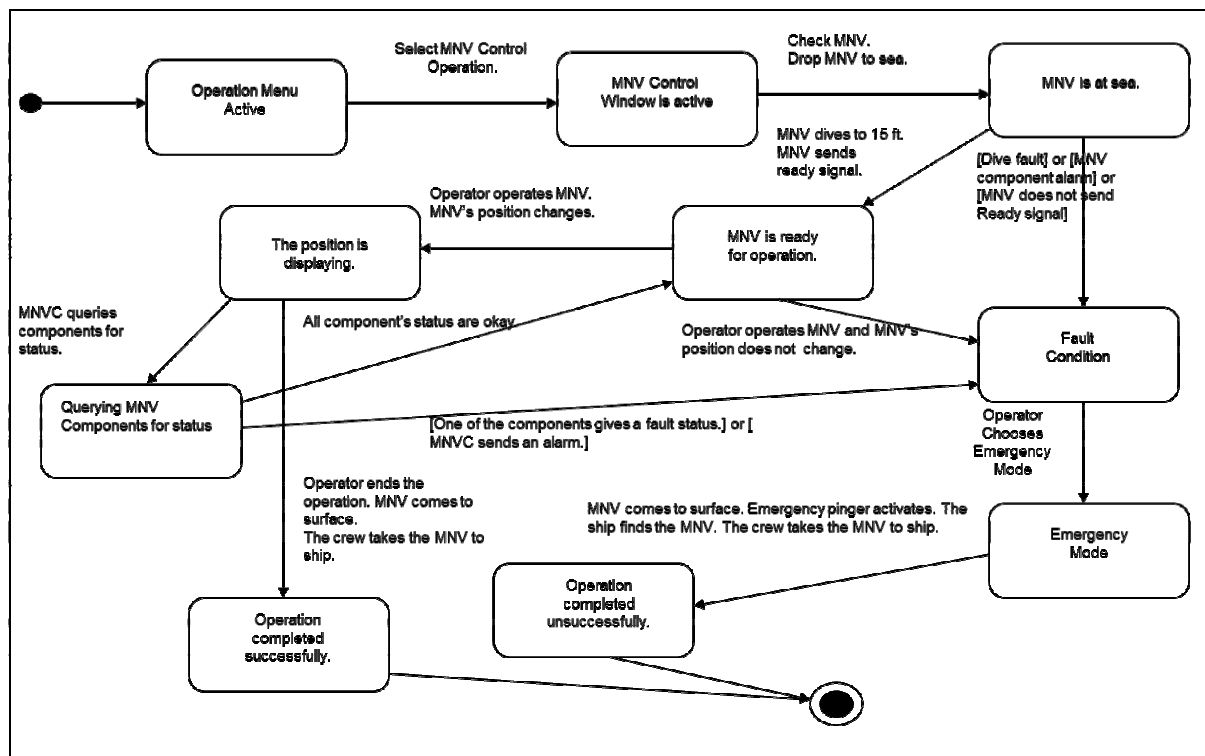 Select MNV Control
Operation.
Check MNV.
Drop MNV to sea.
Operation Menu
Active
MNV Control
Window is active
MNV is at sea.
MNV dives to 15 ft.
MNV sends
ready signal.
[Dive fault] or [MNV
component alarm] or
[MNV does not send
Ready signal]
Operator operates MNV.
MNV's position changes.
The position is
displaying.
MNV is ready
for operation.
MNVC queries
components for
status.
All component's status are okay
Operator operates MNV and MNV's
position does not change.
Fault
Condition
Querying MNV
Components for status
[One of the components gives a fault status.] or [
MNVC sends an alarm.]
Operator
Chooses
Emergency
Mode
Operator ends the
operation. MNV comes to
surface.
The crew takes the MNV to
ship.
MNV comes to surface. Emergency pinger activates. The
ship finds the MNV. The crew takes the MNV to ship.
Emergency
Mode
Operation
completed
unsuccessfully.
Operation
completed
successfully.